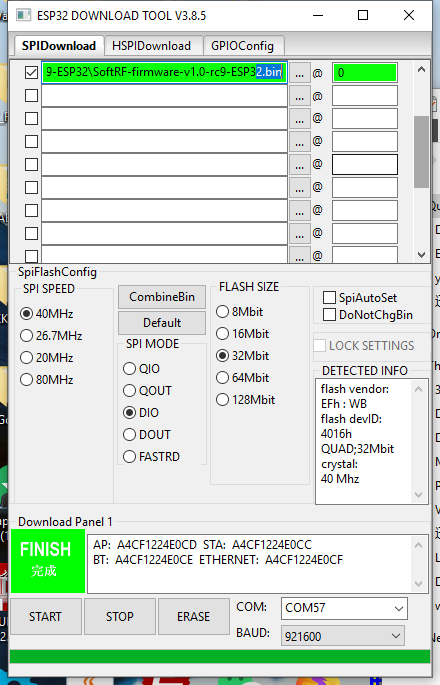 ESP32 DOWNLOAD TOOL V3.8.5
SPIDownload HSPIDownload GPIOConfig
9-ESP32\SoftRF-firmware-v1.0-rc9-ESP32.bin ... @ 0
... @
... @
... @
... @
... @
... @
... @
... @
SpiFlashConfig
SPI SPEED
40MHz
26.7MHz
20MHz
80MHz
CombineBin
Default
SPI MODE
QIO
QOUT
DIO
DOUT
FASTRD
FLASH SIZE
8Mbit
16Mbit
32Mbit
64Mbit
128Mbit
SpiAutoSet
DoNotChgBin
LOCK SETTINGS
DETECTED INFO
flash vendor:
EFh : WB
flash devID:
4016h
QUAD;32Mbit
crystal:
40 Mhz
Download Panel 1
FINISH
完成
AP: A4CF1224E0CD STA: A4CF1224E0CC
BT: A4CF1224E0CE ETHERNET: A4CF1224E0CF
START STOP ERASE
COM: COM57
BAUD: 921600